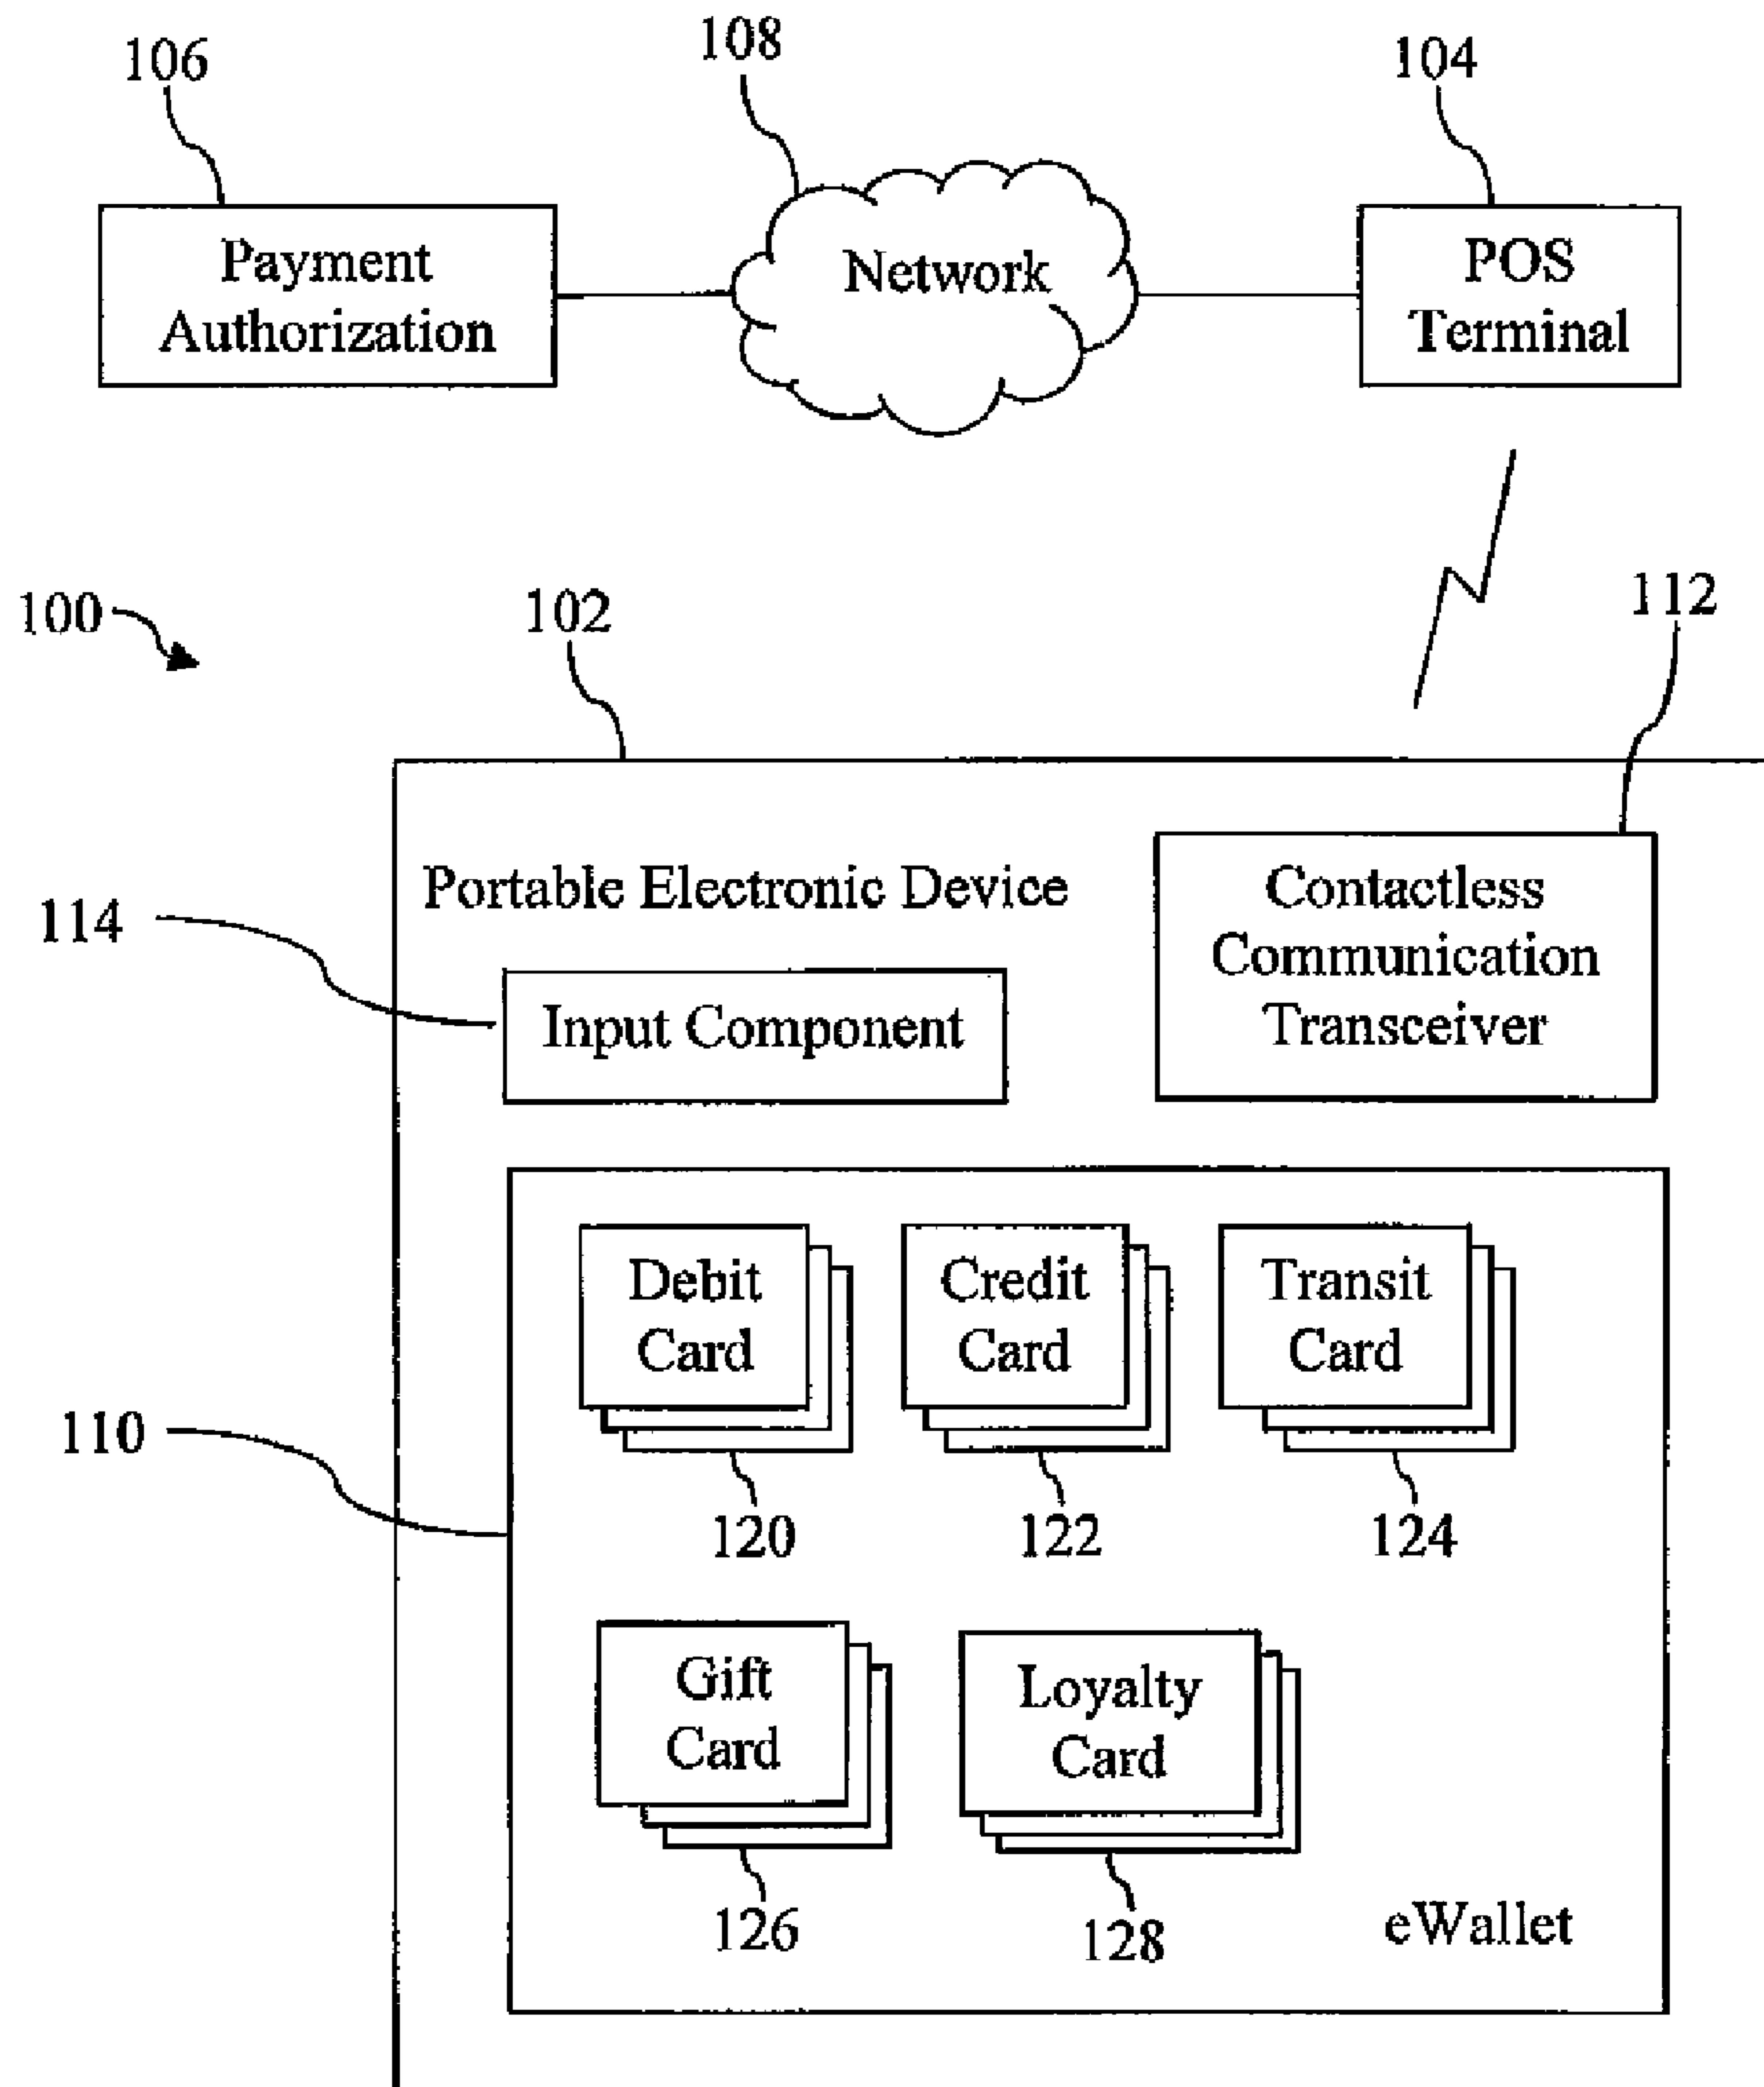 106
108
104
Payment
Authorization
Network
POS
Terminal
100
102
112
Portable Electronic Device
Contactless
Communication
Transceiver
114
Input Component
Debit
Card
Credit
Card
Transit
Card
110
120
122
124
Gift
Card
Loyalty
Card
126
128
eWallet